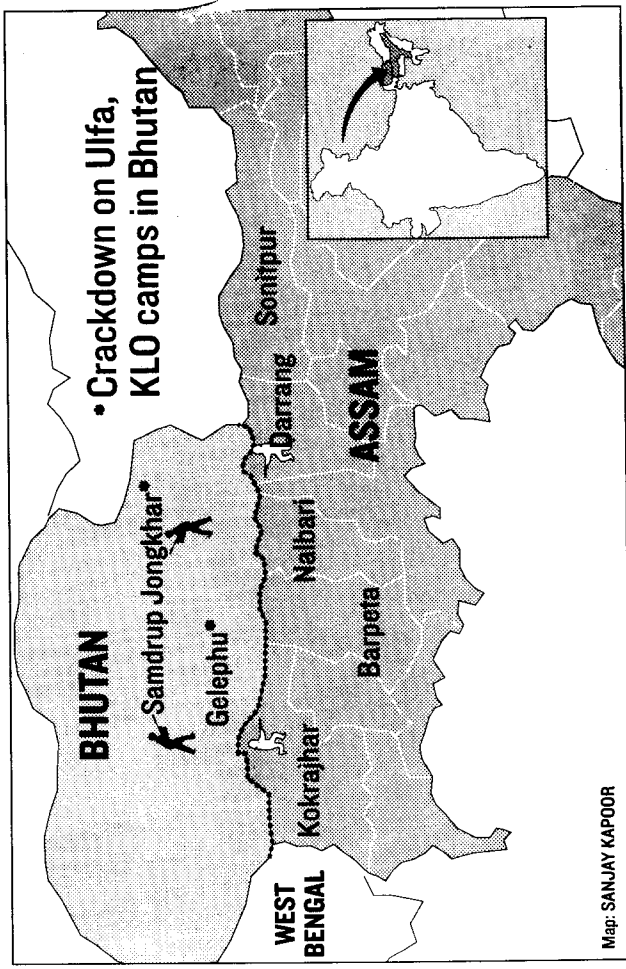 *Crackdown on Ulfa,
KLO camps in Bhutan
BHUTAN
Samdrup Jongkhar*
Gelephu*
WEST
BENGAL
Kokrajhar
Barpeta
Nalbari
Darrang
Sonitpur
ASSAM
Map: SANJAY KAPOOR